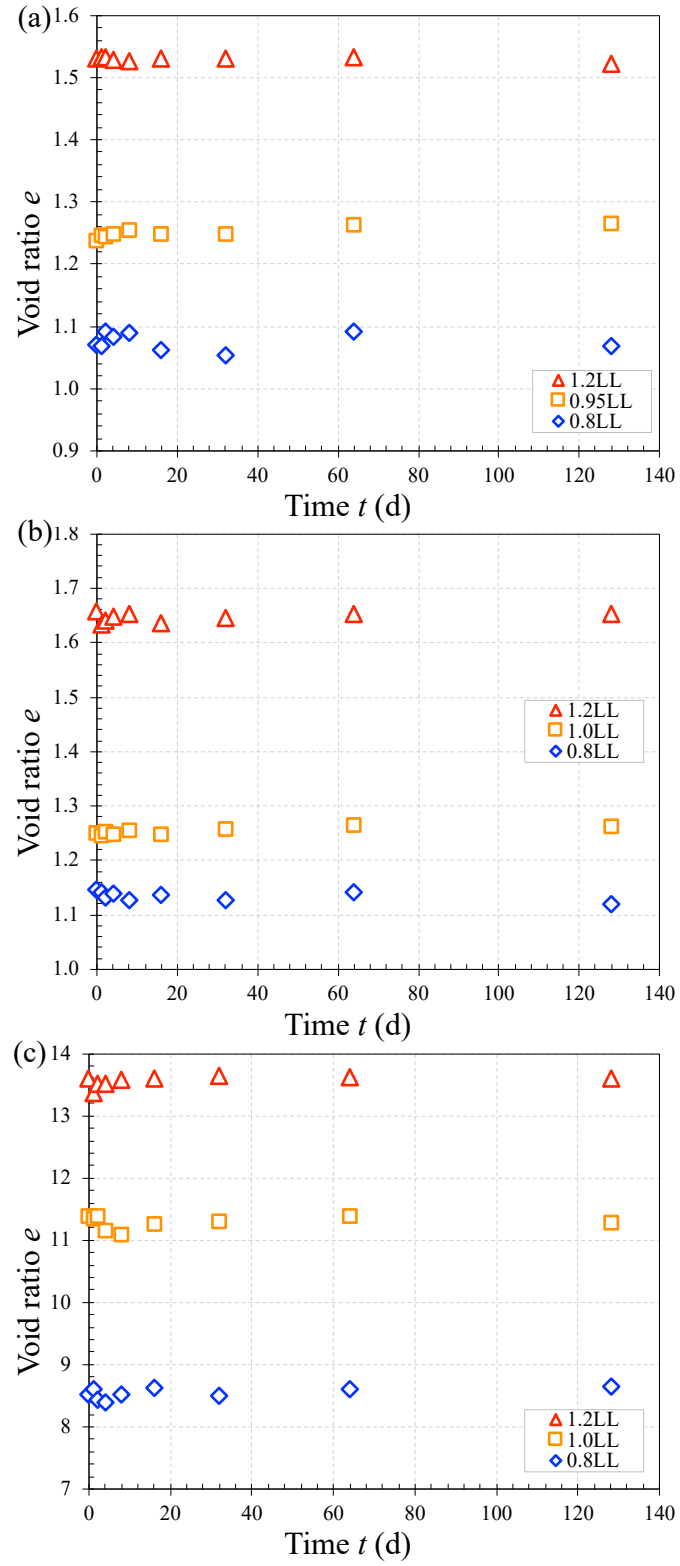 (a)
1.6
1.5
1.4
1.3
1.2
1.1
1.0
0.9
Void ratio e
1.2LL
0.95LL
0.8LL
0 20 40 60 80 100 120 140
Time t (d)
(b)
1.8
1.7
1.6
1.5
1.4
1.3
1.2
1.1
1.0
Void ratio e
1.2LL
1.0LL
0.8LL
0 20 40 60 80 100 120 140
Time t (d)
(c)
14
13
12
11
10
9
8
7
Void ratio e
1.2LL
1.0LL
0.8LL
0 20 40 60 80 100 120 140
Time t (d)